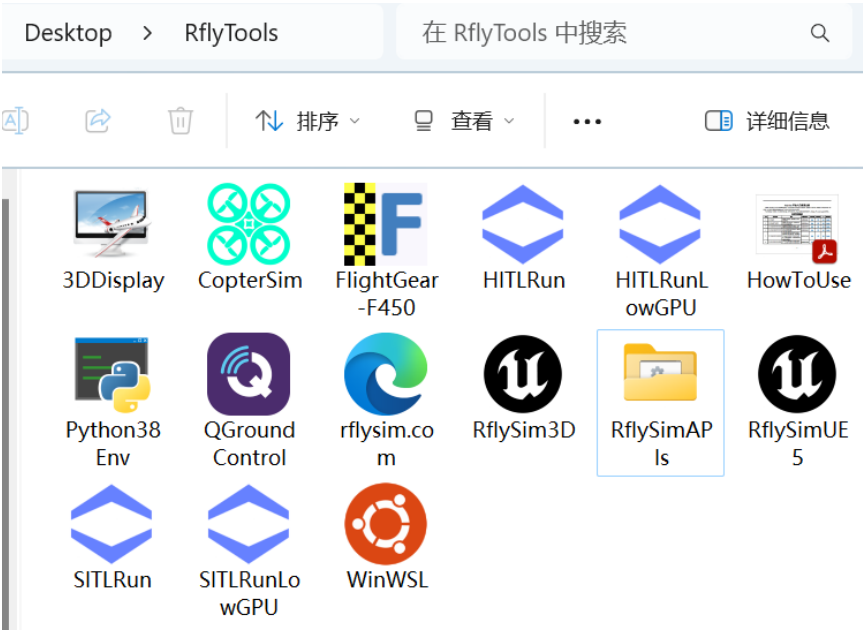 Desktop > RflyTools
在 RflyTools 中搜索
排序
查看
详细信息
3DDisplay
CopterSim
FlightGear
-F450
HITLRun
HITLRunL
owGPU
HowToUse
Python38
Env
QGround
Control
rflysim.co
m
RflySim3D
RflySimAP
Is
RflySimUE
5
SITLRun
SITLRunLo
wGPU
WinWSL